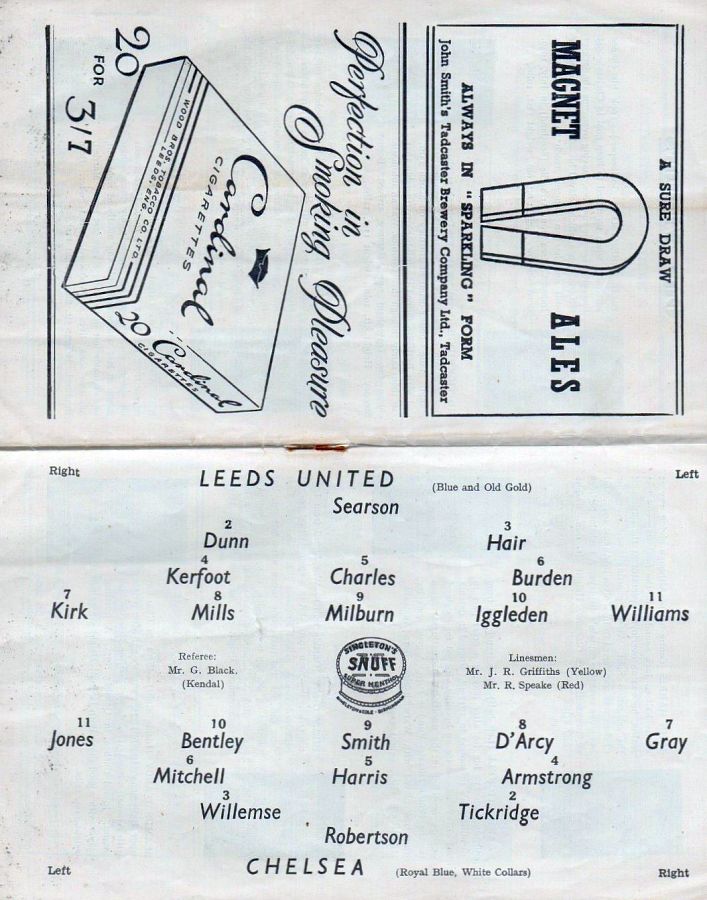 20
FOR
3/7
WOOD BROS. TOBACCO CO. LTD.
LEEDS, ENG.
Cardinal
CIGARETTES
20 Cardinal
CIGARETTES
Perfection in
Smoking Pleasure
A SURE DRAW
MAGNET ALES
ALWAYS IN "SPARKLING" FORM
John Smith's Tadcaster Brewery Company Ltd., Tadcaster
Right LEEDS UNITED (Blue and Old Gold) Left
Searson
2 3
Dunn Hair
4 5 6
Kerfoot Charles Burden
7 8 9 10 11
Kirk Mills Milburn Iggleden Williams
Referee:
Mr. G. Black.
(Kendal)
SINGLETON'S
SNUFF
SUPER MENTHOL
Linesmen:
Mr. J. R. Griffiths (Yellow)
Mr. R. Speake (Red)
11 10 9 8 7
Jones Bentley Smith D'Arcy Gray
6 5 4
Mitchell Harris Armstrong
3 2
Willemse Tickridge
Robertson
Left CHELSEA (Royal Blue, White Collars) Right